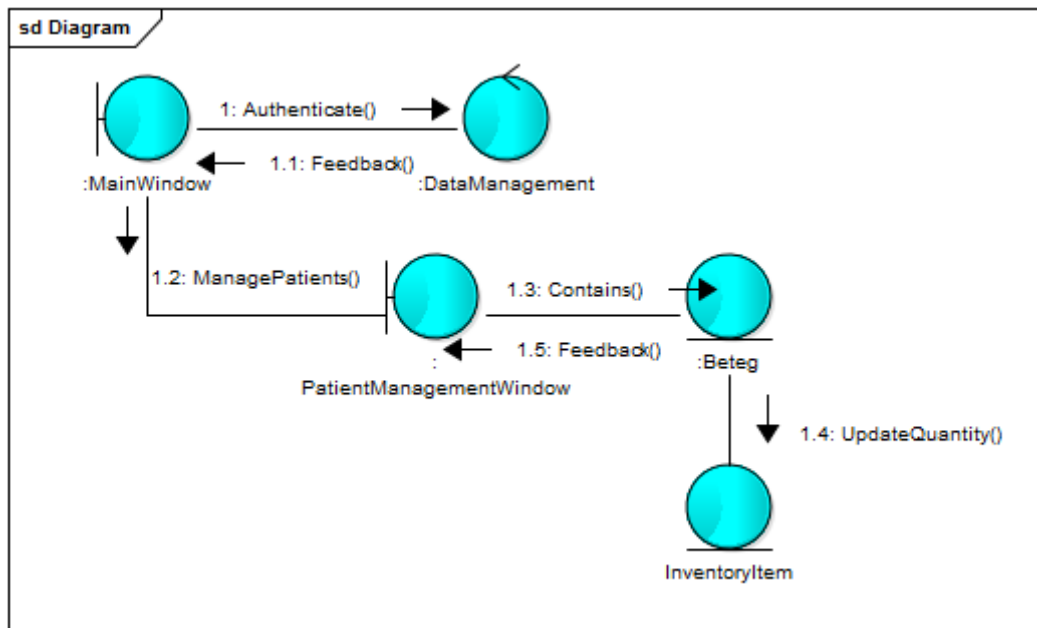 sd Diagram
1: Authenticate()
1.1: Feedback()
:MainWindow
:DataManagement
1.2: ManagePatients()
1.3: Contains()
1.5: Feedback()
:
PatientManagementWindow
:Beteg
1.4: UpdateQuantity()
InventoryItem